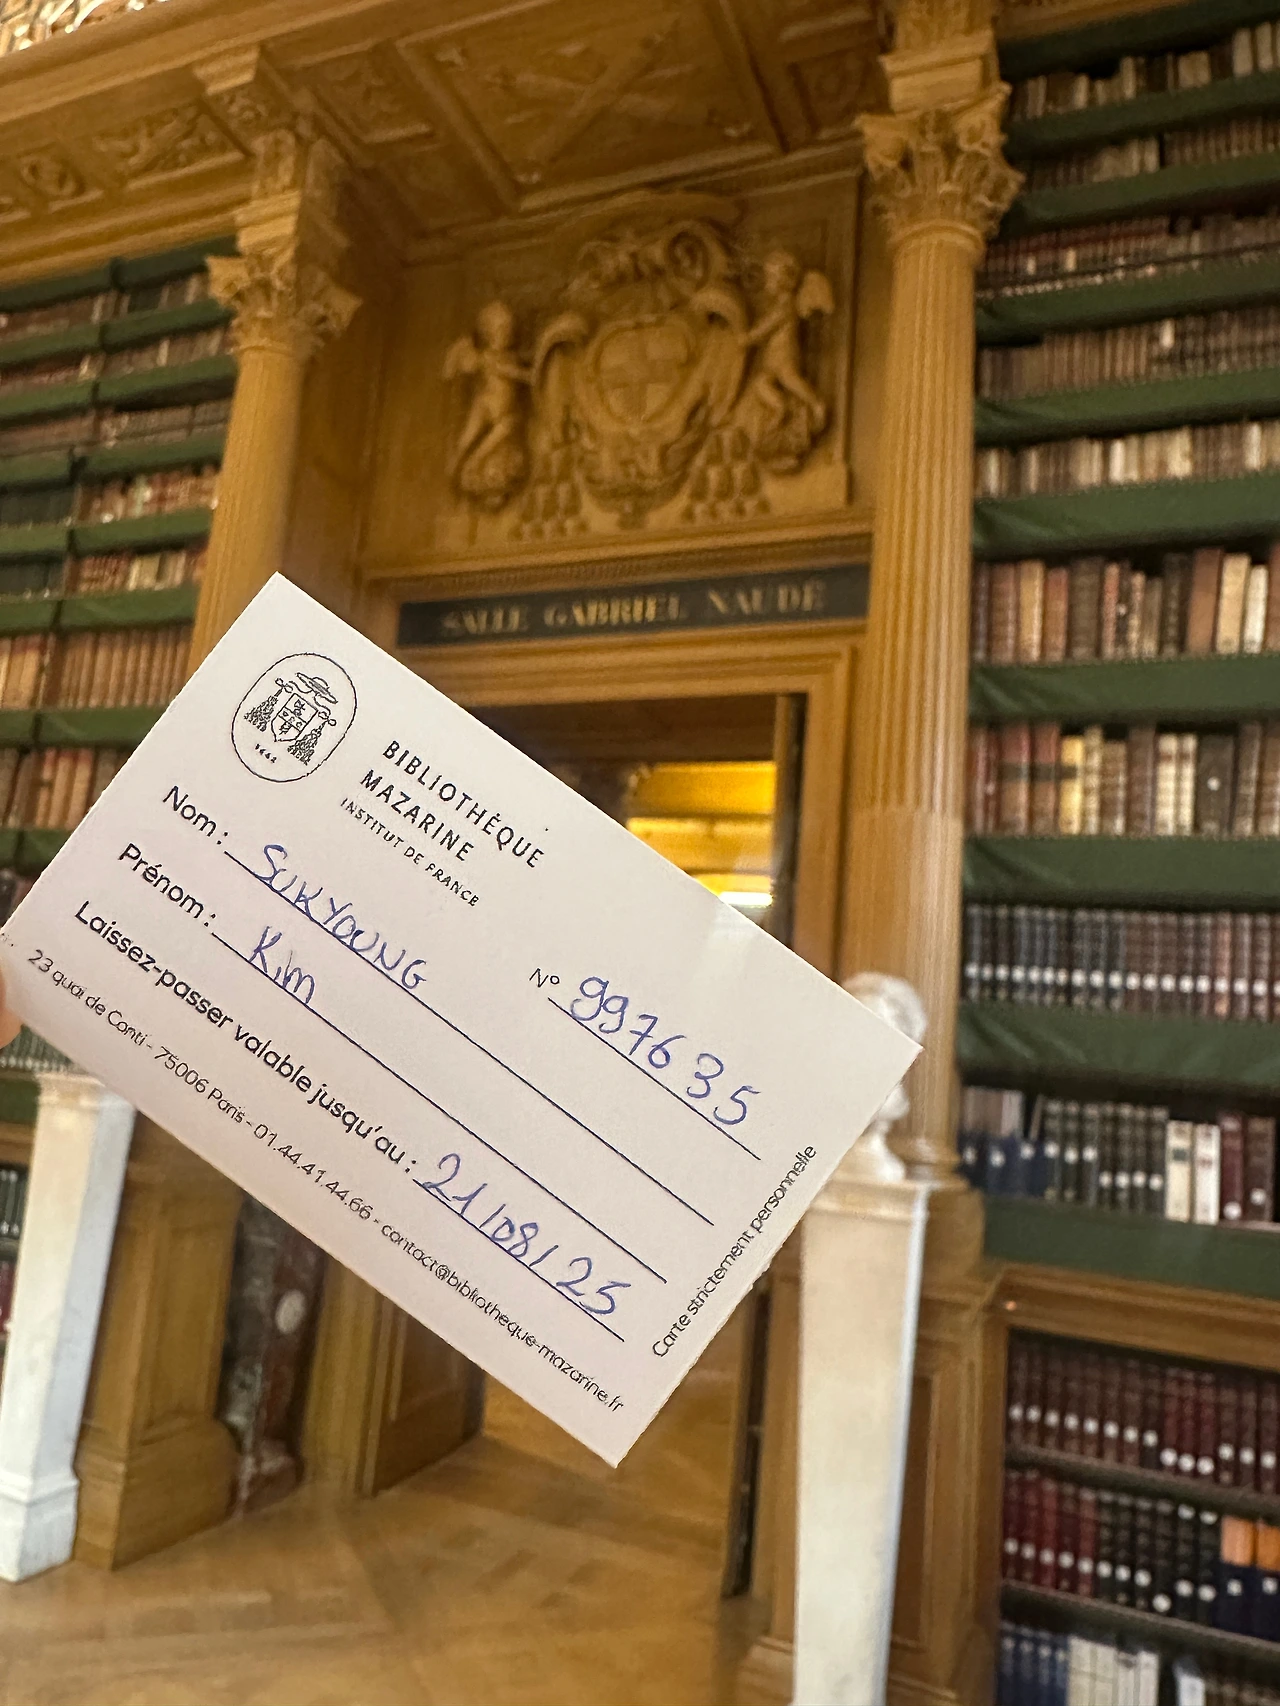 SALLE GABRIEL NAUDÉ
1644
BIBLIOTHÈQUE
MAZARINE
INSTITUT DE FRANCE
N° 997635
Nom : SUKYOUNG
Prénom : Kim
Laissez-passer valable jusqu'au : 21/08/25
23 quai de Conti - 75006 Paris - 01.44.41.44.66 - contact@bibliotheque-mazarine.fr
Carte strictement personnelle